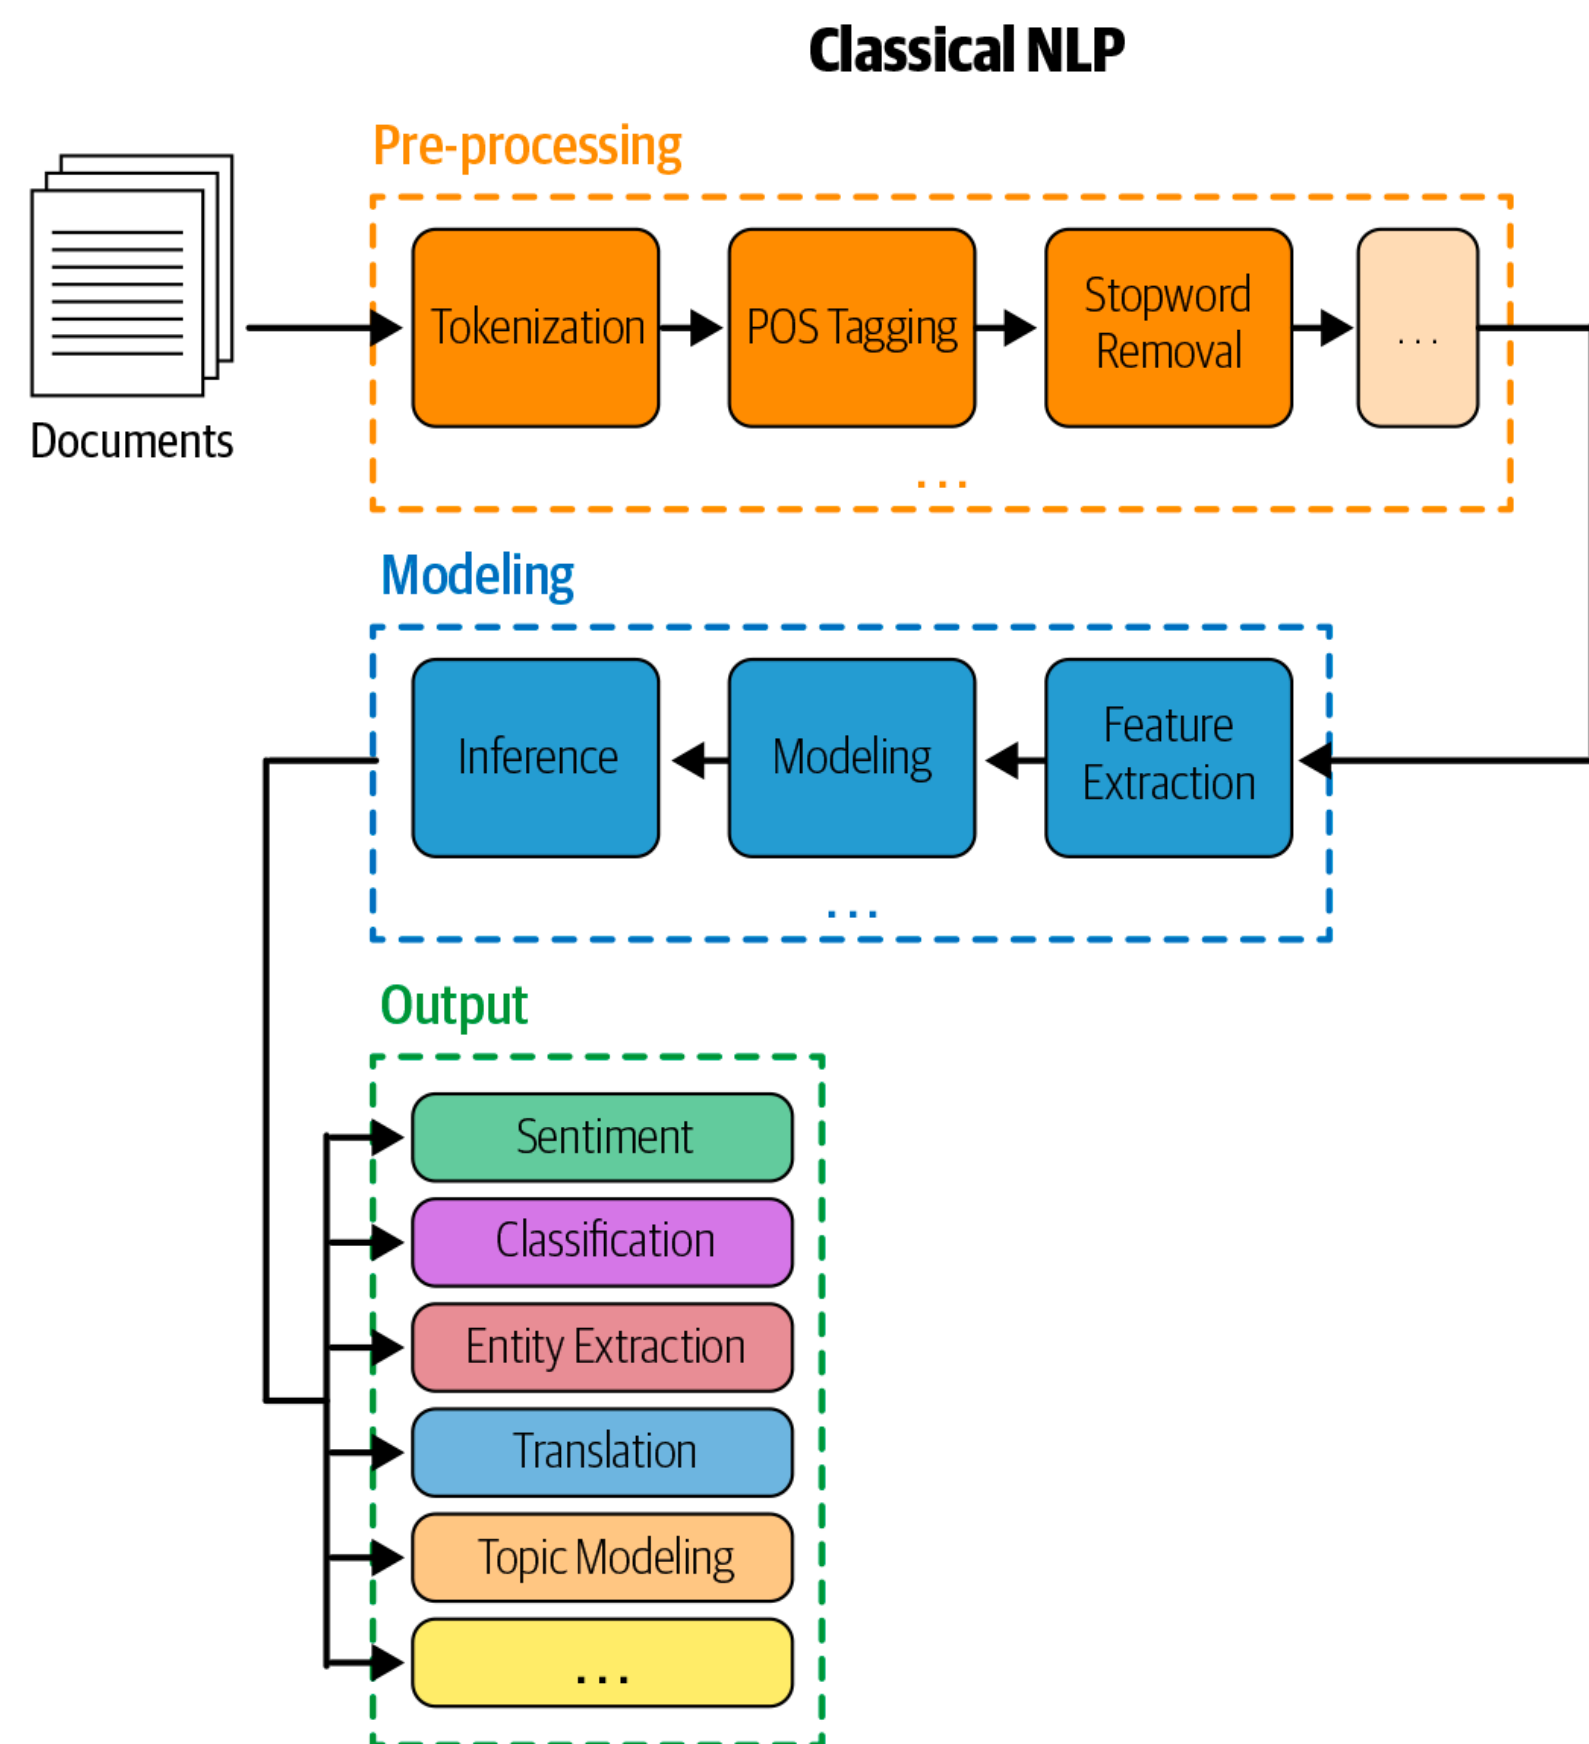 Classical NLP
Pre-processing
Documents
Tokenization
POS Tagging
Stopword
Removal
...
...
Modeling
Inference
Modeling
Feature
Extraction
...
Output
Sentiment
Classification
Entity Extraction
Translation
Topic Modeling
...